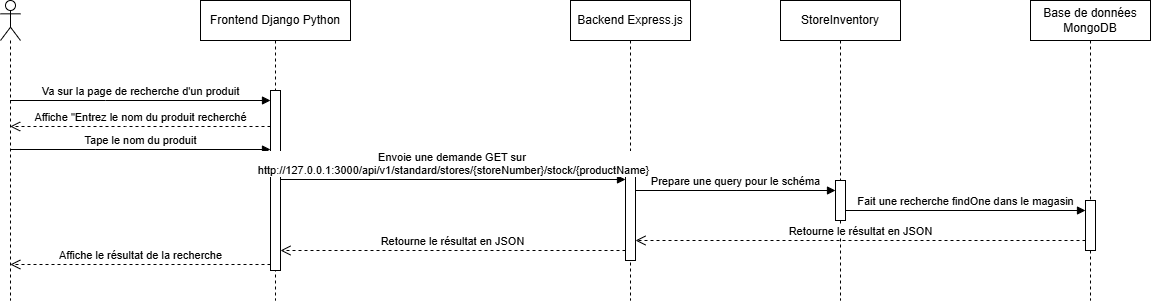 Frontend Django Python
Backend Express.js
StoreInventory
Base de données
MongoDB
Va sur la page de recherche d'un produit
Affiche "Entrez le nom du produit recherché
Tape le nom du produit
Envoie une demande GET sur
http://127.0.0.1:3000/api/v1/standard/stores/{storeNumber}/stock/{productName}
Prepare une query pour le schéma
Fait une recherche findOne dans le magasin
Retourne le résultat en JSON
Retourne le résultat en JSON
Affiche le résultat de la recherche